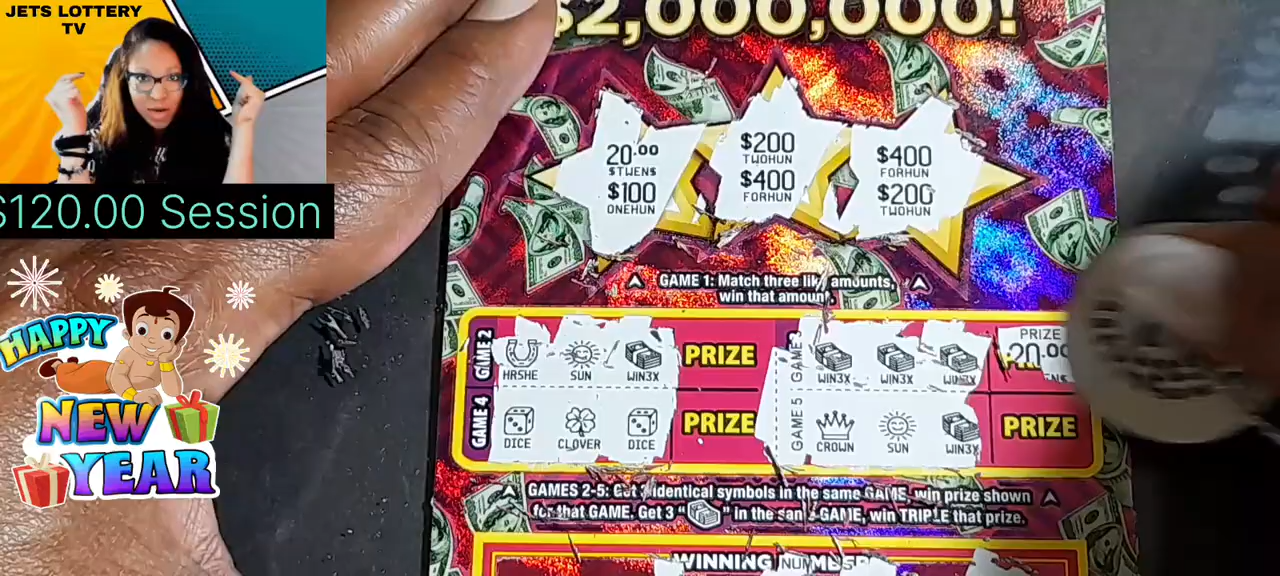 JETS LOTTERY
TV
$120.00 Session
HAPPY
NEW
YEAR
$2,000,000!
20.00
$TWEN$
$100
ONEHUN
$200
TWOHUN
$400
FORHUN
$400
FORHUN
$200
TWOHUN
GAME 1: Match three like amounts,
win that amount.
GAME 2
HRSHE SUN WIN3X
PRIZE
GAME 3
WIN3X WIN3X WIN3X
PRIZE
20.00
GAME 4
DICE CLOVER DICE
PRIZE
GAME 5
CROWN SUN WIN3X
PRIZE
GAMES 2-5: Get 3 identical symbols in the same GAME, win prize shown
for that GAME. Get 3 " " in the same GAME, win TRIPLE that prize.
WINNING NUMBERS